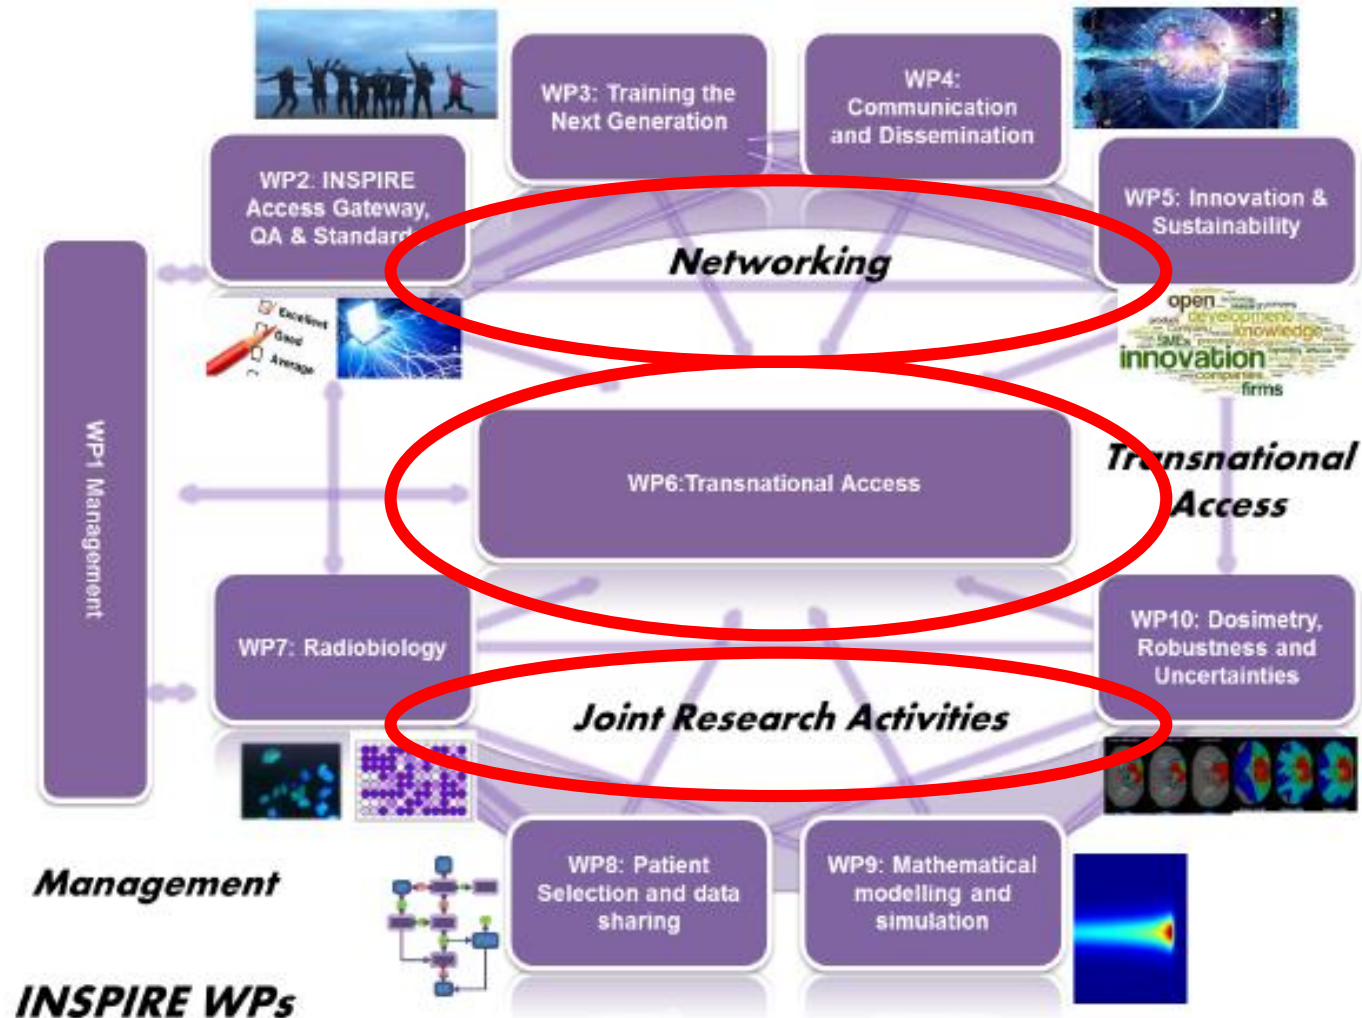 WP3: Training the
Next Generation
WP4:
Communication
and Dissemination
WP2: INSPIRE
Access Gateway,
QA & Standard
WP5: Innovation &
Sustainability
Networking
Excellent
Good
Average
open
development
knowledge
SMEs
innovation
companies
firms
WP1 Management
WP6:Transnational Access
Transnational
Access
WP7: Radiobiology
WP10: Dosimetry,
Robustness and
Uncertainties
Joint Research Activities
WP8: Patient
Selection and data
sharing
WP9: Mathematical
modelling and
simulation
Management
INSPIRE WPs